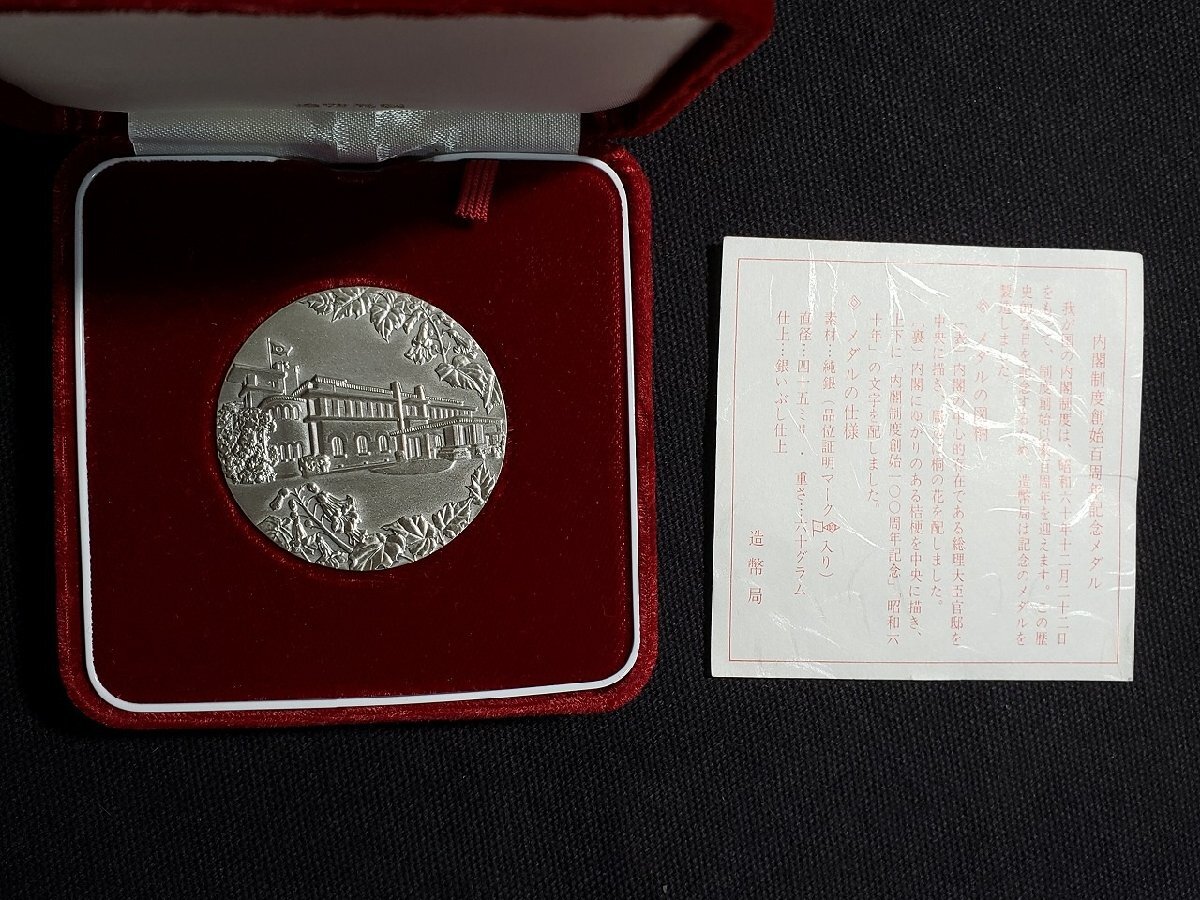 内閣制度創始百周年記念メダル
我が国の内閣制度は、昭和六十年十二月二十二日
をもって、制度創始以来百周年を迎えます。この歴
史的な日を記念するため、造幣局は記念のメダルを
製造しました。
メダルの図柄
（表）内閣の中心的存在である総理大臣官邸を
中央に描き、周囲に桐の花を配しました。
（裏）内閣にゆかりのある桔梗を中央に描き、
上下に「内閣制度創始一〇〇周年記念」「昭和六
十年」の文字を配しました。
メダルの仕様
素材…純銀（品位証明マーク入り）
直径…四一・五ミリ・重さ…六十グラム
仕上…銀いぶし仕上
造幣局